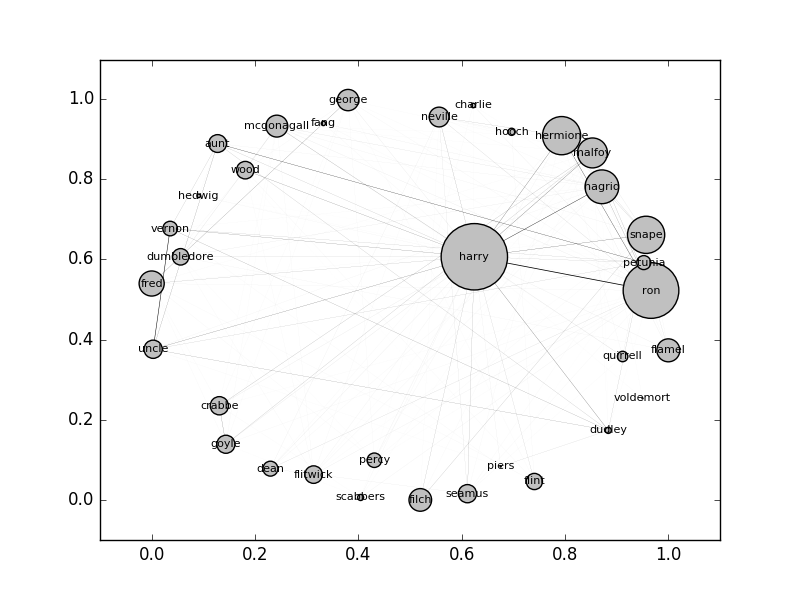 1.0
0.8
0.6
0.4
0.2
0.0
0.0
0.2
0.4
0.6
0.8
1.0
george
fang
mcgonagall
aunt
wood
hedwig
vernon
dumbledore
fred
uncle
crabbe
goyle
dean
flitwick
percy
scabbers
filch
seamus
piers
flint
dudley
voldemort
quirrell
flamel
ron
petunia
snape
hagrid
malfoy
hermione
hooch
charlie
neville
harry